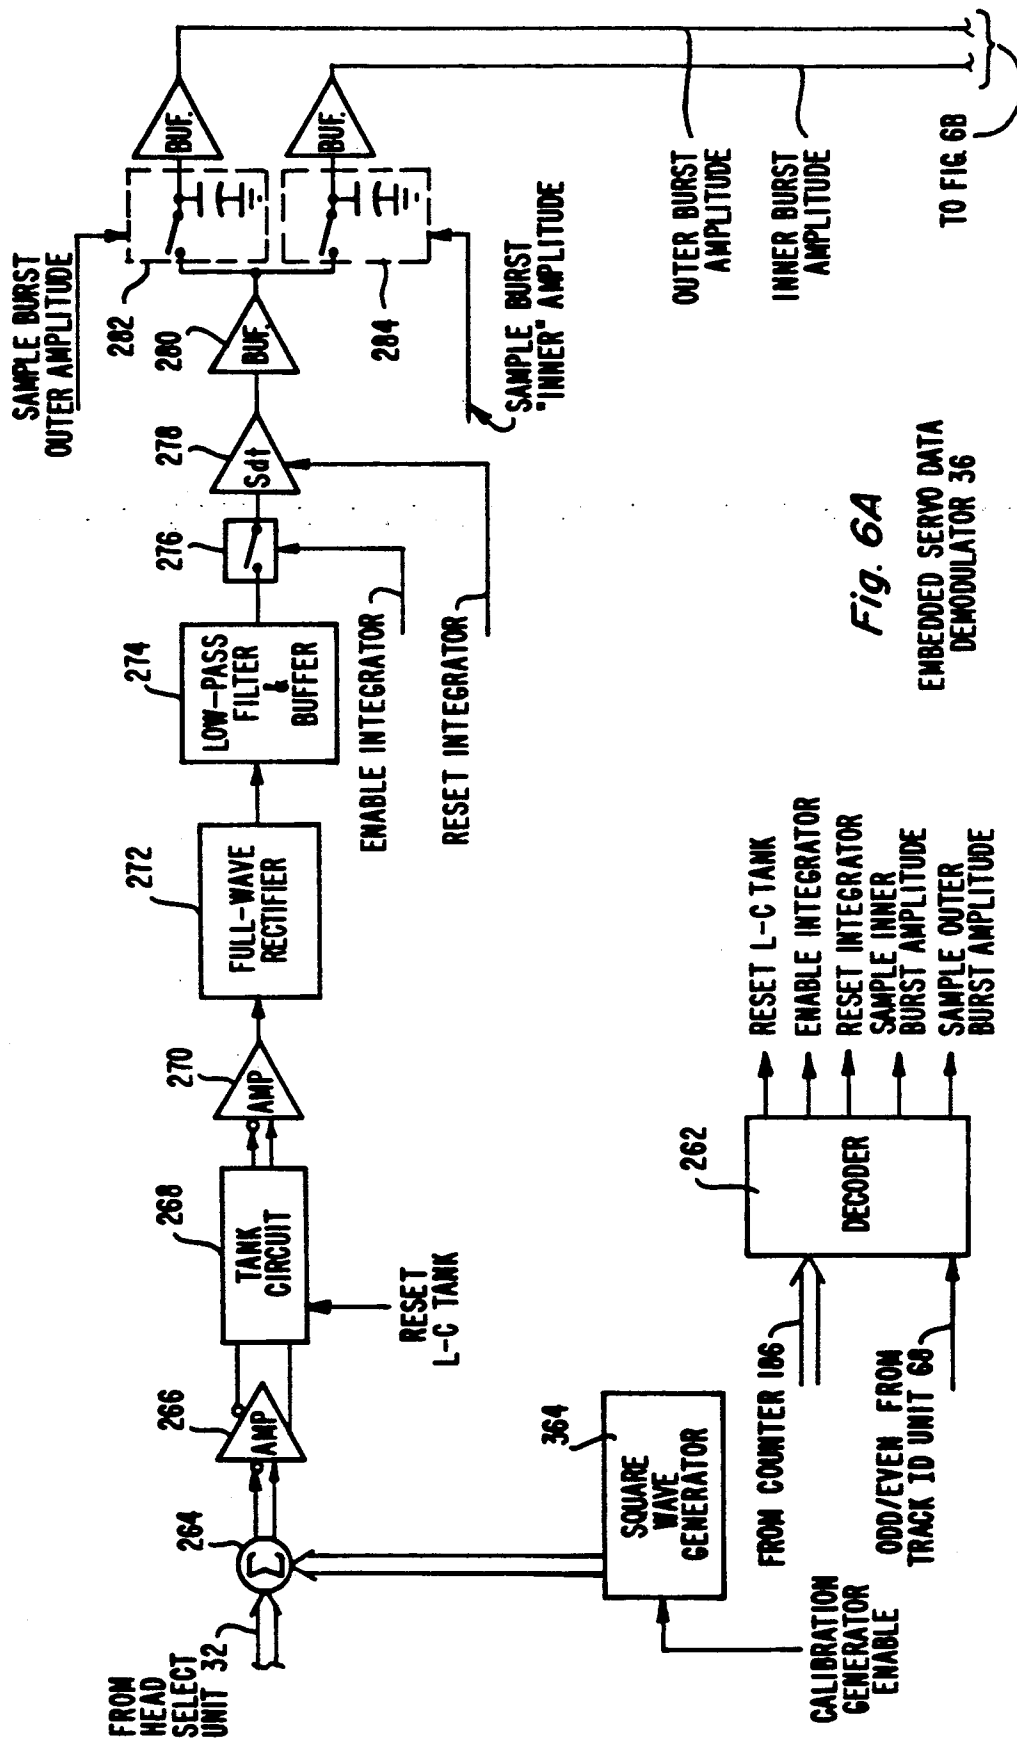 FROM
HEAD
SELECT
UNIT 32
264
Σ
266
AMP
268
TANK
CIRCUIT
RESET
L-C TANK
270
AMP
272
FULL-WAVE
RECTIFIER
274
LOW-PASS
FILTER
&
BUFFER
276
ENABLE INTEGRATOR
278
Sdt
RESET INTEGRATOR
280
BUF.
SAMPLE BURST
OUTER AMPLITUDE
282
BUF.
284
BUF.
SAMPLE BURST
"INNER" AMPLITUDE
OUTER BURST
AMPLITUDE
INNER BURST
AMPLITUDE
TO FIG. 6B
364
SQUARE
WAVE
GENERATOR
CALIBRATION
GENERATOR
ENABLE
FROM COUNTER 186
ODD/EVEN FROM
TRACK ID UNIT 68
262
DECODER
RESET L-C TANK
ENABLE INTEGRATOR
RESET INTEGRATOR
SAMPLE INNER
BURST AMPLITUDE
SAMPLE OUTER
BURST AMPLITUDE
Fig. 6A
EMBEDDED SERVO DATA
DEMODULATOR 36